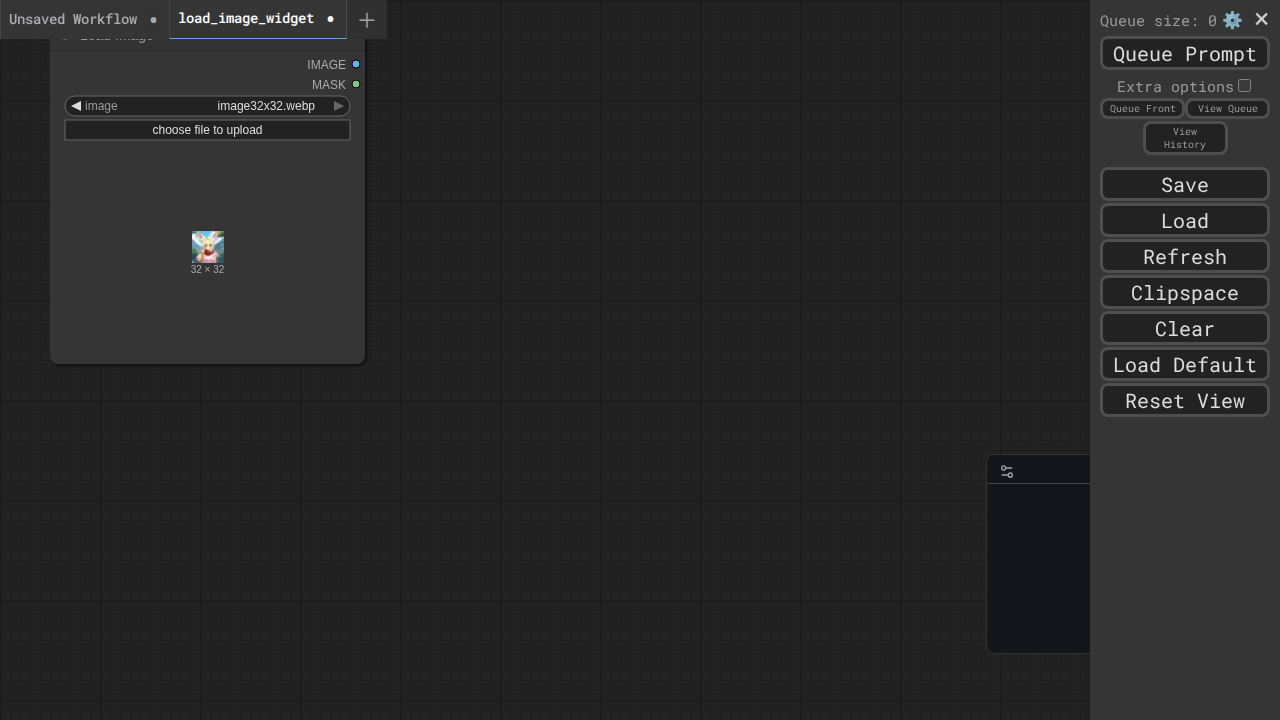 Unsaved Workflow
load_image_widget
Queue size: 0
Queue Prompt
Extra options
Queue Front
View Queue
View History
Save
Load
Refresh
Clipspace
Clear
Load Default
Reset View
IMAGE
MASK
image image32x32.webp
choose file to upload
32 × 32